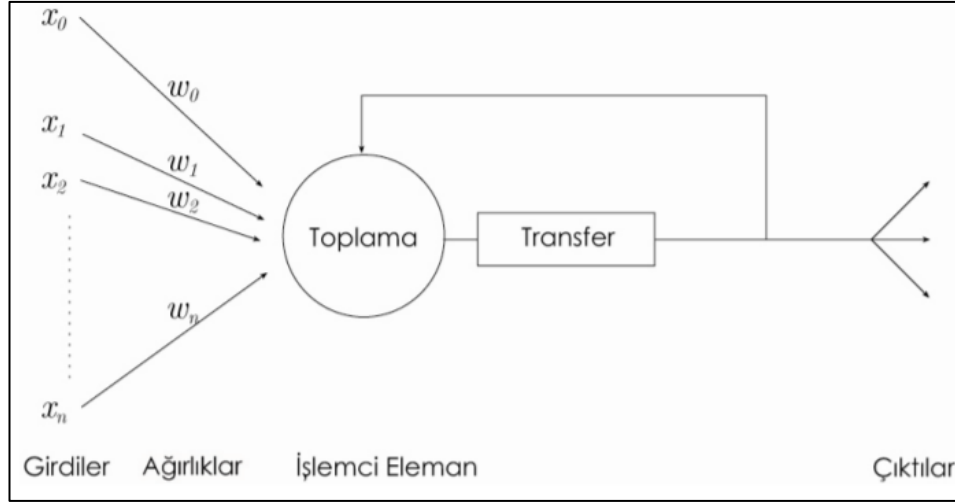 x0
w0
x1
w1
x2
w2
Toplama
Transfer
wn
xn
Girdiler Ağırlıklar İşlemci Eleman Çıktılar